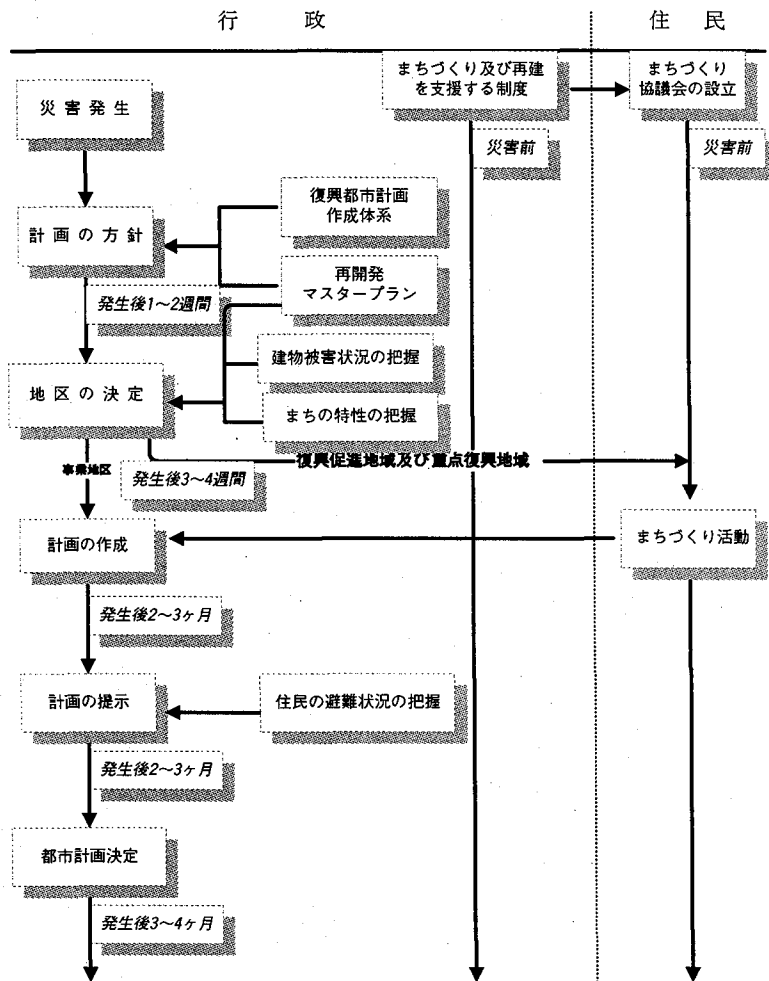 行 政
住 民
まちづくり及び再建
を支援する制度
まちづくり
協議会の設立
災害発生
災害前
災害前
復興都市計画
作成体系
計画の方針
再開発
マスタープラン
発生後1～2週間
建物被害状況の把握
地区の決定
まちの特性の把握
事業地区
発生後3～4週間
復興促進地域及び重点復興地域
計画の作成
まちづくり活動
発生後2～3ヶ月
計画の提示
住民の避難状況の把握
発生後2～3ヶ月
都市計画決定
発生後3～4ヶ月